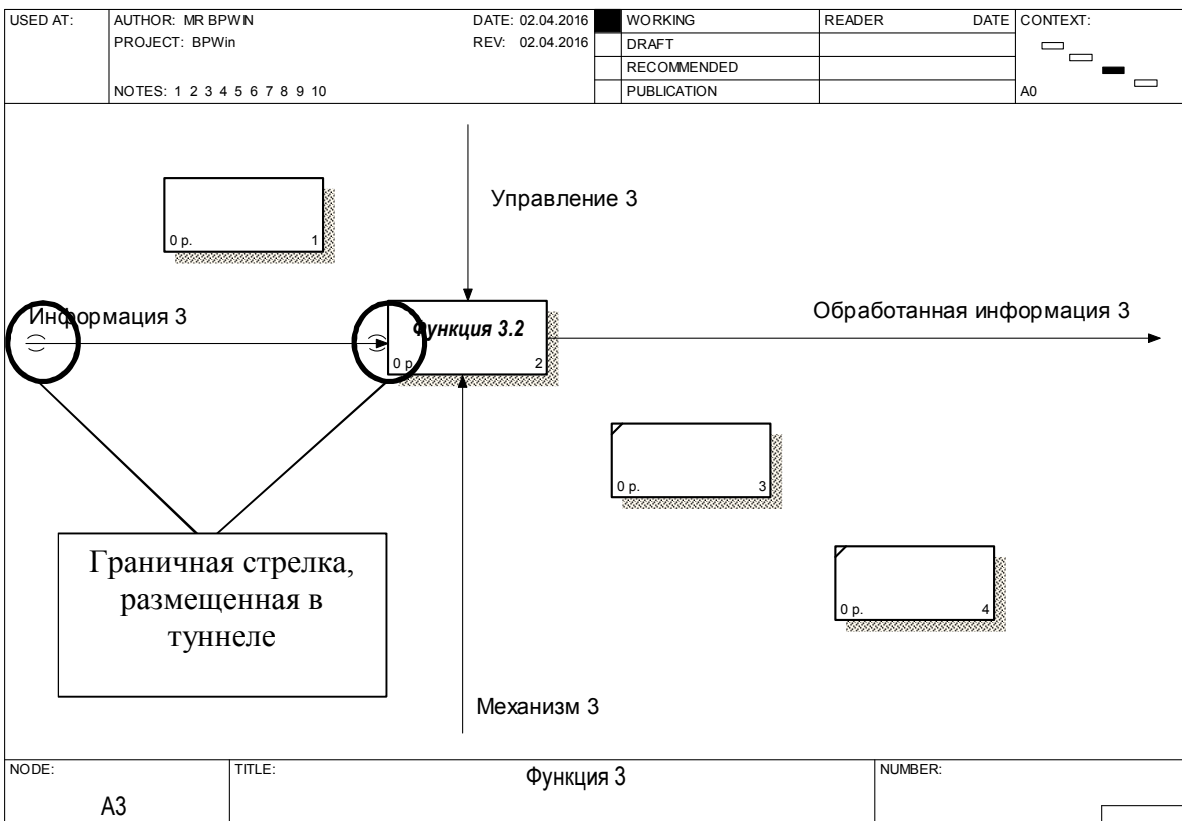 USED AT:
AUTHOR: MR BPWIN
DATE: 02.04.2016
WORKING
READER
DATE
CONTEXT:
PROJECT: BPWin
REV: 02.04.2016
DRAFT
RECOMMENDED
NOTES: 1 2 3 4 5 6 7 8 9 10
PUBLICATION
A0
Управление 3
0 р.
1
Информация 3
Обработанная информация 3
Функция 3.2
0 р.
2
0 р.
3
Граничная стрелка,
размещенная в
туннеле
0 р.
4
Механизм 3
NODE:
TITLE:
NUMBER:
Функция 3
A3